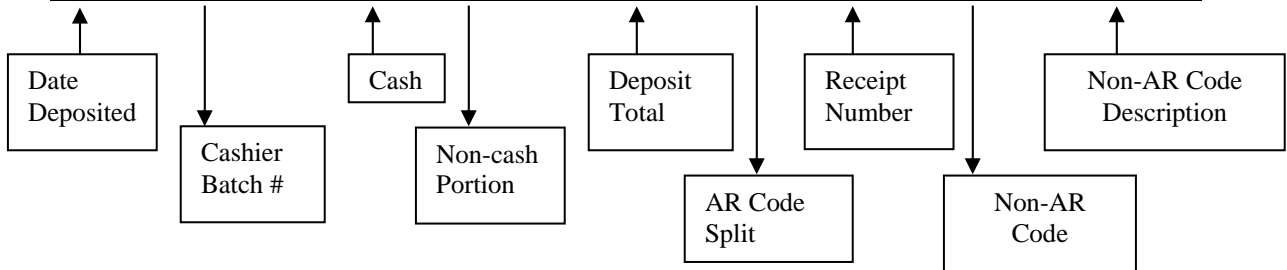 Date
Deposited
Cashier
Batch #
Cash
Non-cash
Portion
Deposit
Total
AR Code
Split
Receipt
Number
Non-AR
Code
Non-AR Code
Description